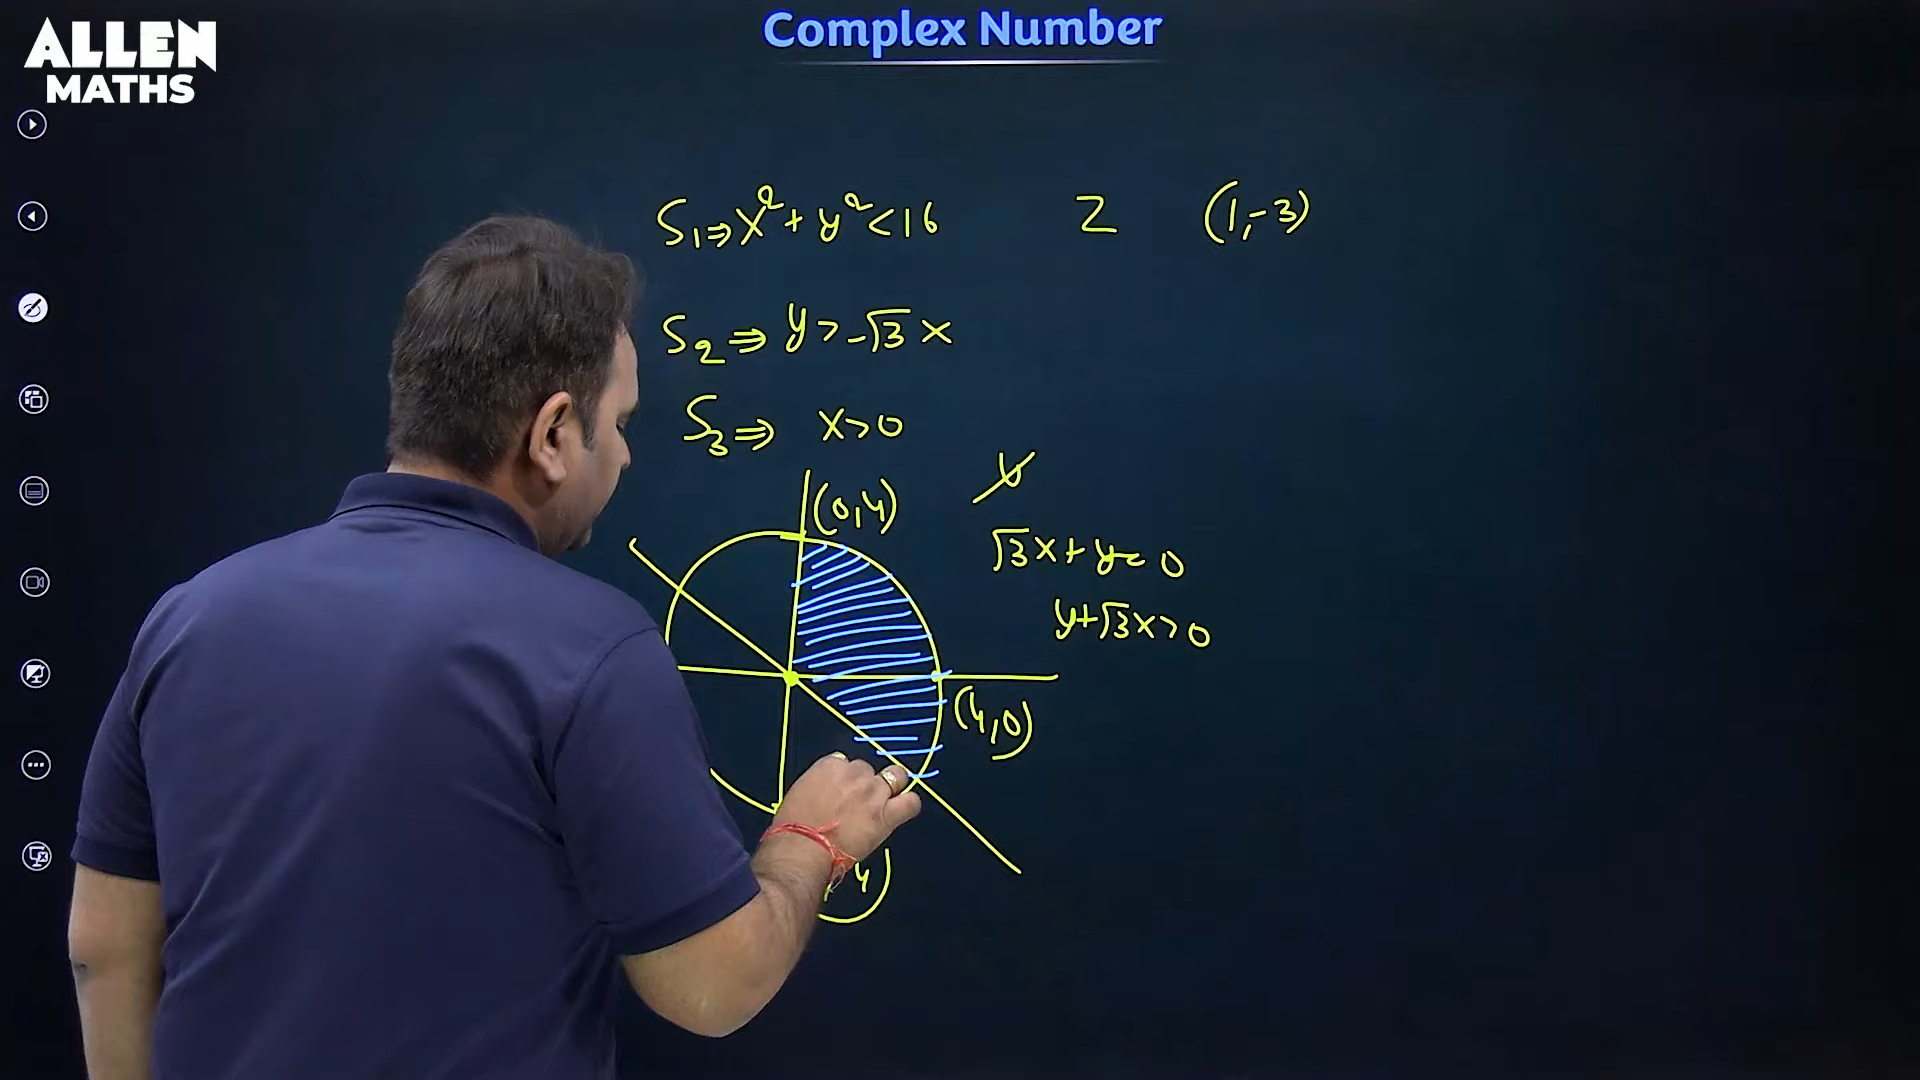 ALLEN
MATHS
Complex Number
S₁ ⇒ x² + y² < 16
Z
(1, -3)
S₂ ⇒ y > -√3 x
S₃ ⇒ x > 0
(0,4)
√3x + y = 0
y + √3x > 0
(4,0)